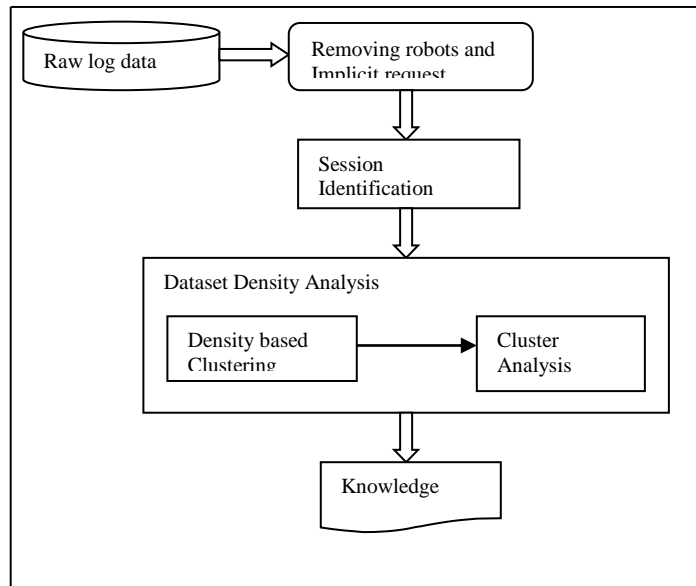 Raw log data
Removing robots and
Implicit request
Session
Identification
Dataset Density Analysis
Density based
Clustering
Cluster
Analysis
Knowledge